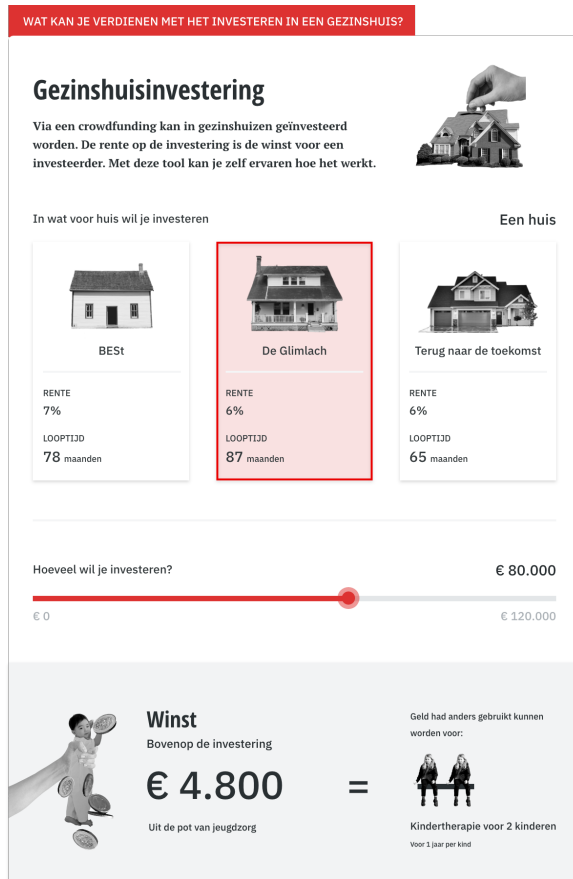 WAT KAN JE VERDIENEN MET HET INVESTEREN IN EEN GEZINSHUIS?
Gezinshuisinvestering
Via een crowdfunding kan in gezinshuizen geïnvesteerd
worden. De rente op de investering is de winst voor een
investeerder. Met deze tool kan je zelf ervaren hoe het werkt.
In wat voor huis wil je investeren
Een huis
BESt
RENTE
7%
LOOPTIJD
78 maanden
De Glimlach
RENTE
6%
LOOPTIJD
87 maanden
Terug naar de toekomst
RENTE
6%
LOOPTIJD
65 maanden
Hoeveel wil je investeren?
€ 80.000
€ 0
€ 120.000
Winst
Bovenop de investering
€ 4.800
Uit de pot van jeugdzorg
=
Geld had anders gebruikt kunnen
worden voor:
Kindertherapie voor 2 kinderen
Voor 1 jaar per kind